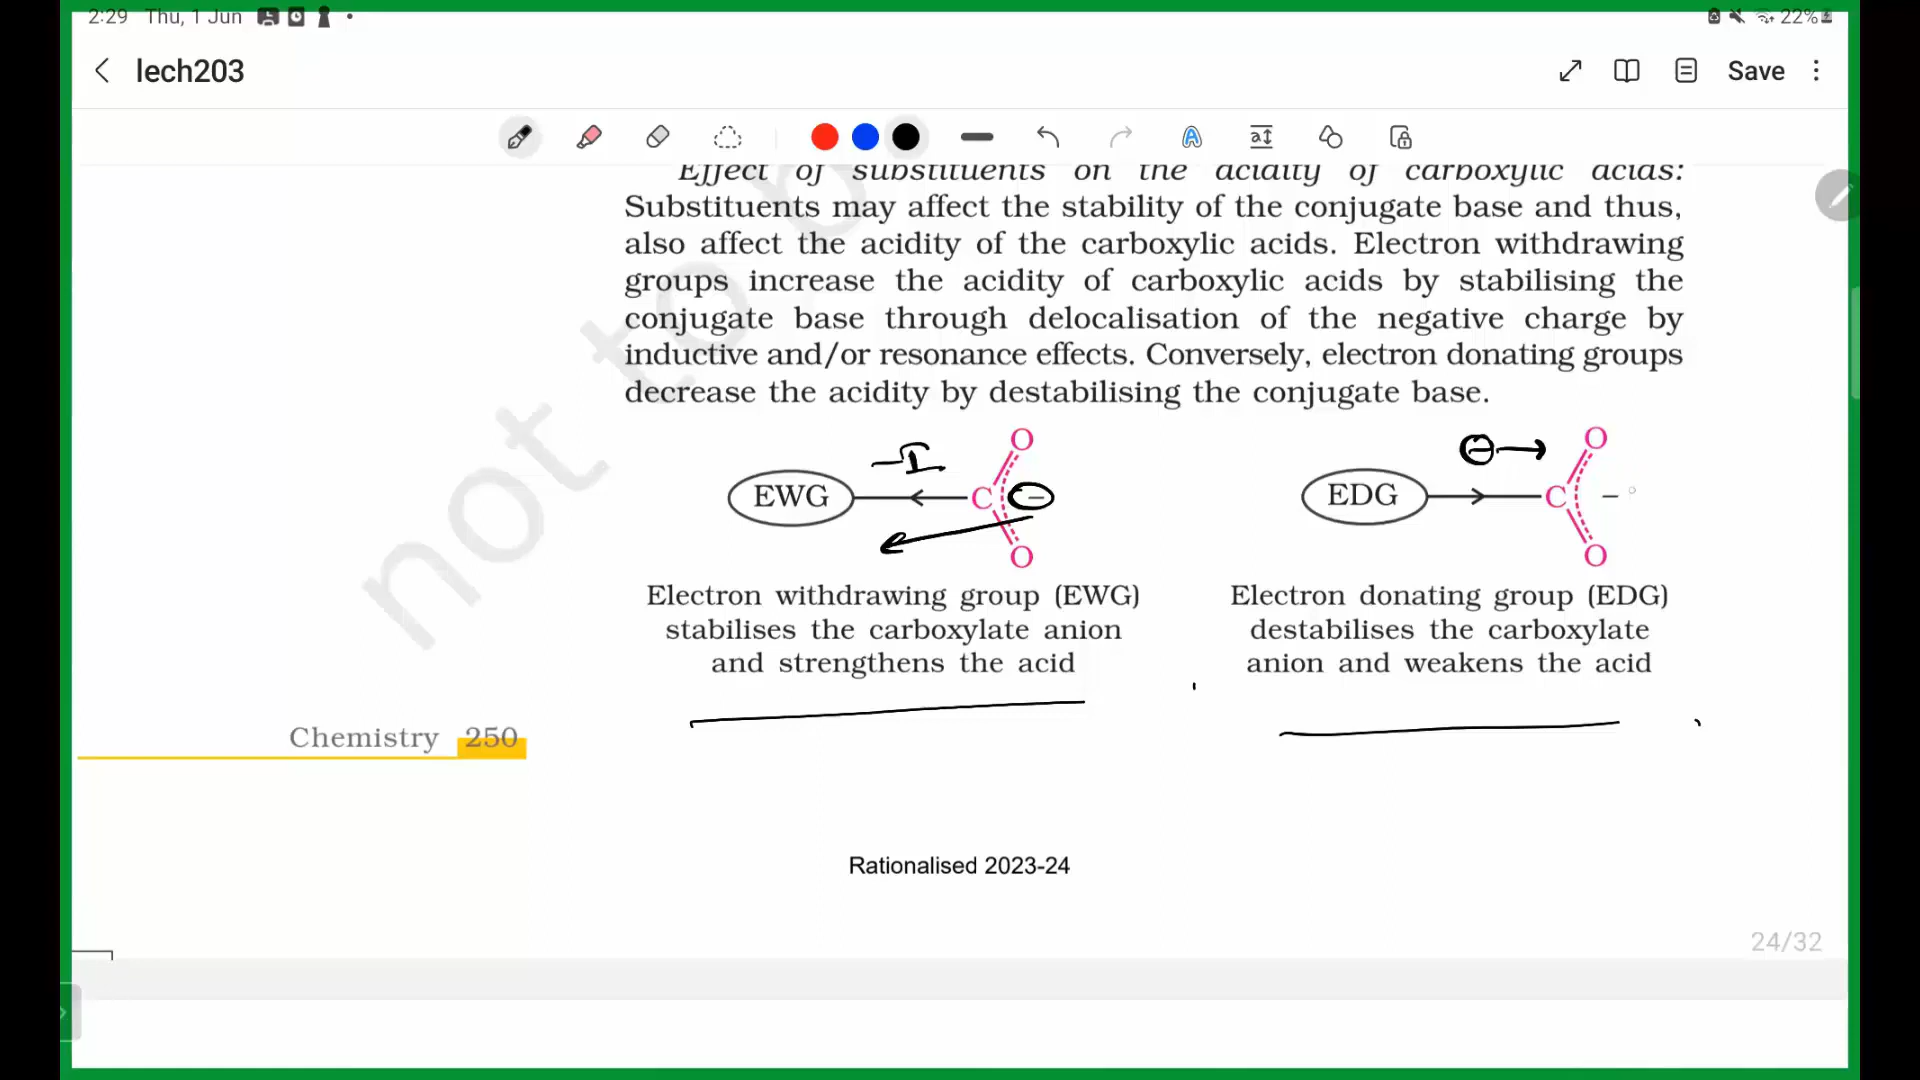 2:29 Thu, 1 Jun
22%
lech203
Save
Effect of substituents on the acidity of carboxylic acids:
Substituents may affect the stability of the conjugate base and thus,
also affect the acidity of the carboxylic acids. Electron withdrawing
groups increase the acidity of carboxylic acids by stabilising the
conjugate base through delocalisation of the negative charge by
inductive and/or resonance effects. Conversely, electron donating groups
decrease the acidity by destabilising the conjugate base.
-I
O
EWG
C
–
O
O
EDG
C
–
O
Electron withdrawing group (EWG)
stabilises the carboxylate anion
and strengthens the acid
Electron donating group (EDG)
destabilises the carboxylate
anion and weakens the acid
Chemistry 250
Rationalised 2023-24
24/32
not to b